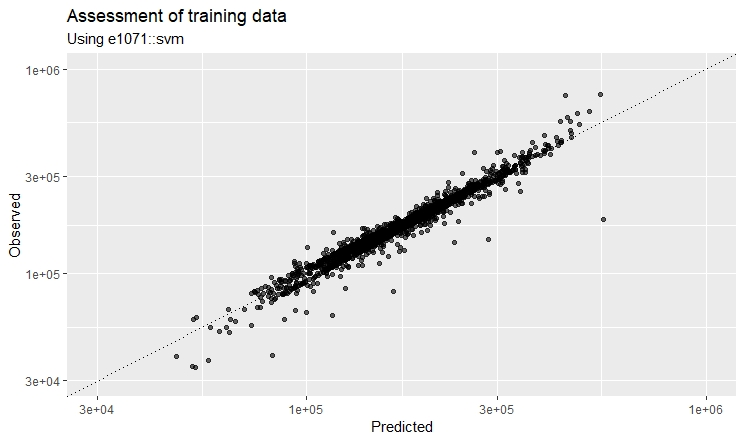 Assessment of training data
Using e1071::svm
1e+06
3e+05
1e+05
3e+04
Observed
3e+04
1e+05
3e+05
1e+06
Predicted